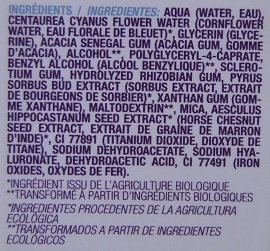 INGRÉDIENTS / INGREDIENTES: AQUA (WATER, EAU),
CENTAUREA CYANUS FLOWER WATER (CORNFLOWER
WATER, EAU FLORALE DE BLEUET)*, GLYCERIN (GLYCE-
RINE), ACACIA SENEGAL GUM (ACACIA GUM, GOMME
D'ACACIA), ALCOHOL**, POLYGLYCERYL-4-CAPRATE,
BENZYL ALCOHOL (ALCOOL BENZYLIQUE)**, SCLERO-
TIUM GUM, HYDROLYZED RHIZOBIAN GUM, PYRUS
SORBUS BUD EXTRACT (SORBUS EXTRACT, EXTRAIT
DE BOURGEONS DE SORBIER)*, XANTHAN GUM (GOM-
ME XANTHANE), MALTODEXTRIN**, MICA, AESCULUS
HIPPOCASTANUM SEED EXTRACT* (HORSE CHESNUT
SEED EXTRACT, EXTRAIT DE GRAINE DE MARRON
D'INDE)*, CI 77891 (TITANIUM DIOXIDE, DIOXYDE DE
TITANE), SODIUM DEHYDROACETATE, SODIUM HYA-
LURONATE, DEHYDROACETIC ACID, CI 77491 (IRON
OXIDES, OXYDES DE FER).
*INGRÉDIENT ISSU DE L'AGRICULTURE BIOLOGIQUE
**TRANSFORMÉ À PARTIR D'INGRÉDIENTS BIOLOGIQUES
*INGREDIENTES PROCEDENTES DE LA AGRICULTURA
ECOLÓGICA
**TRANSFORMADOS A PARTIR DE INGREDIENTES
ECOLÓGICOS